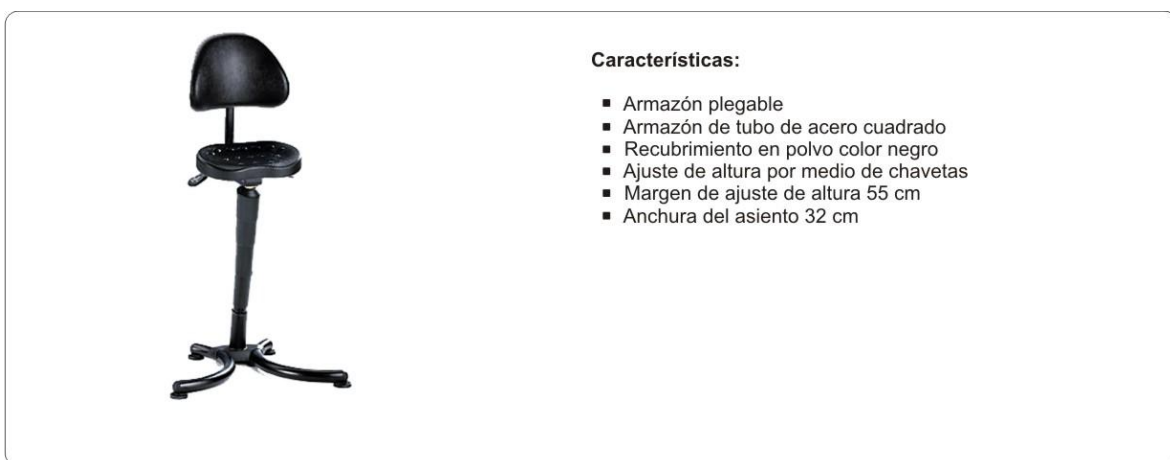 Características:
▪ Armazón plegable
▪ Armazón de tubo de acero cuadrado
▪ Recubrimiento en polvo color negro
▪ Ajuste de altura por medio de chavetas
▪ Margen de ajuste de altura 55 cm
▪ Anchura del asiento 32 cm